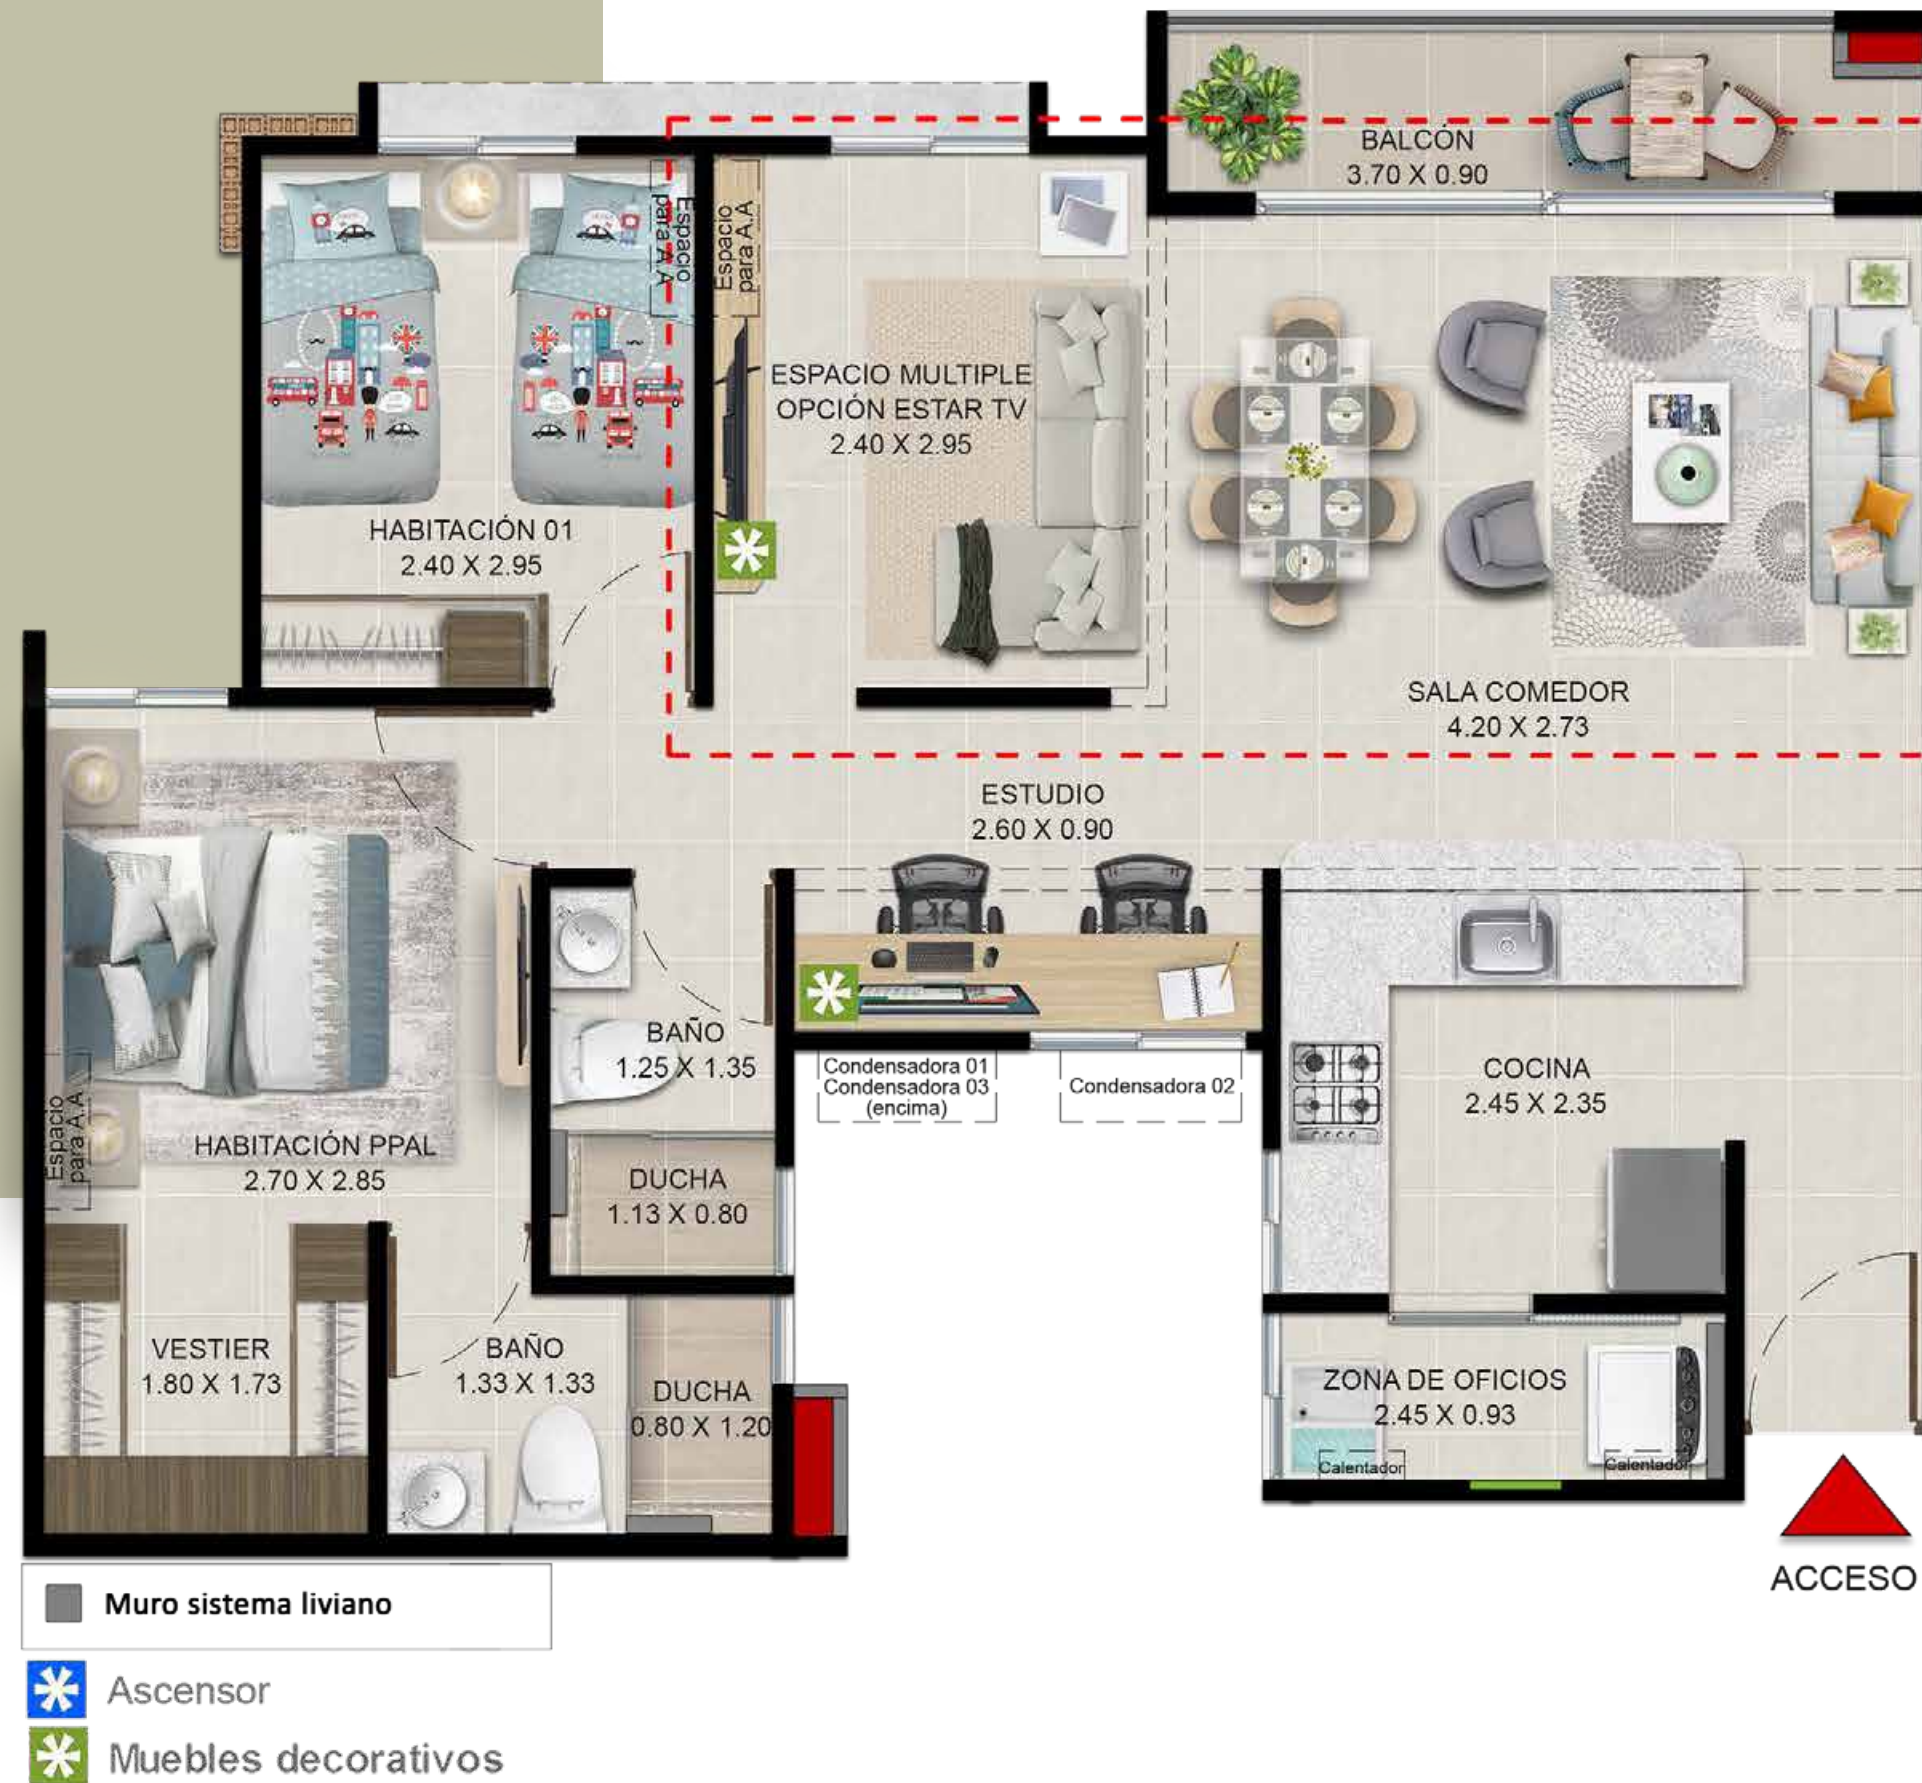 BALCÓN
3.70 X 0.90
Espacio
para A.A
Espacio
para A.A
ESPACIO MULTIPLE
OPCIÓN ESTAR TV
2.40 X 2.95
HABITACIÓN 01
2.40 X 2.95
SALA COMEDOR
4.20 X 2.73
ESTUDIO
2.60 X 0.90
BAÑO
1.25 X 1.35
Condensadora 01
Condensadora 03
(encima)
Condensadora 02
COCINA
2.45 X 2.35
Espacio
para A.A
HABITACIÓN PPAL
2.70 X 2.85
DUCHA
1.13 X 0.80
VESTIER
1.80 X 1.73
BAÑO
1.33 X 1.33
DUCHA
0.80 X 1.20
ZONA DE OFICIOS
2.45 X 0.93
Calentador
Calentador
ACCESO
Muro sistema liviano
Ascensor
Muebles decorativos